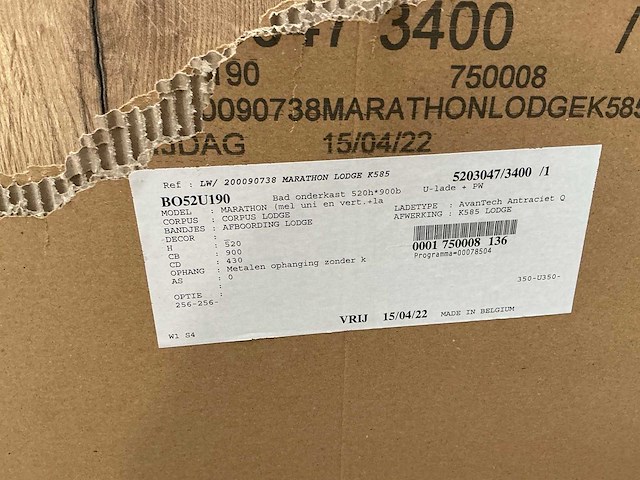 3400 /
190 750008
0090738MARATHONLODGEK585
JDAG 15/04/22
Ref : LW/ 200090738 MARATHON LODGE K585 5203047/3400 /1
BO52U190 Bad onderkast 520h*900b U-lade + PW
MODEL : MARATHON (mel uni en vert.+la LADETYPE : AvanTech Antraciet Q
CORPUS : CORPUS LODGE AFWERKING : K585 LODGE
BANDJES : AFBOORDING LODGE
DECOR :
H : 520
CB : 900
CD : 430
OPHANG : Metalen ophanging zonder k
AS : 0
:
OPTIE :
256-256-
0001 750008 136
Programma=00078504
350-U350-
VRIJ 15/04/22 MADE IN BELGIUM
W1 S4